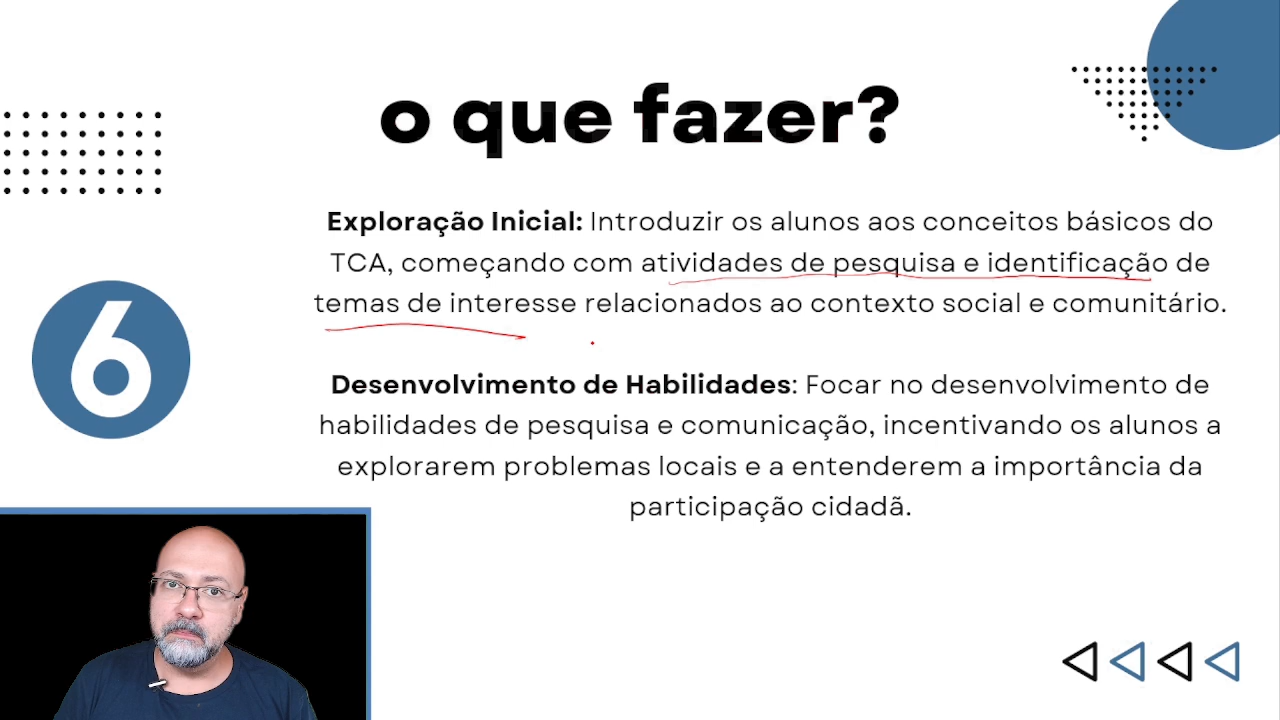 o que fazer?
Exploração Inicial: Introduzir os alunos aos conceitos básicos do
TCA, começando com atividades de pesquisa e identificação de
temas de interesse relacionados ao contexto social e comunitário.
6
Desenvolvimento de Habilidades: Focar no desenvolvimento de
habilidades de pesquisa e comunicação, incentivando os alunos a
explorarem problemas locais e a entenderem a importância da
participação cidadã.